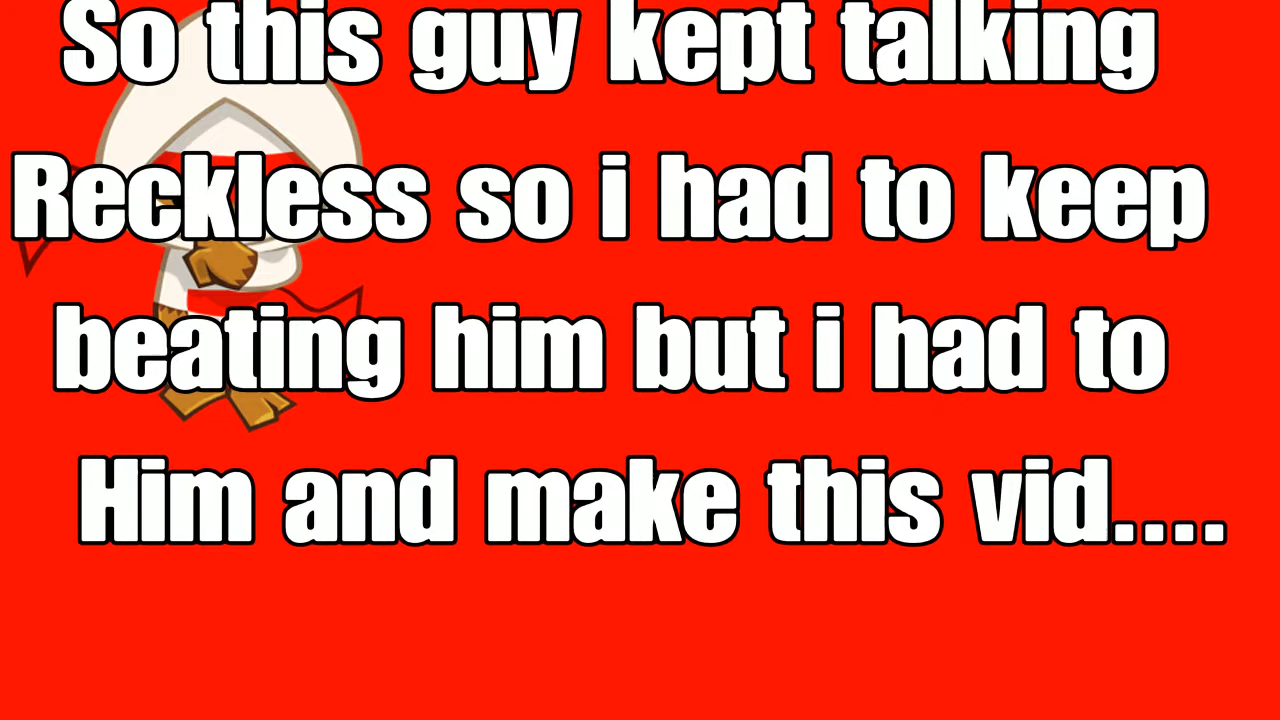 So this guy kept talking
Reckless so i had to keep
beating him but i had to
Him and make this vid....